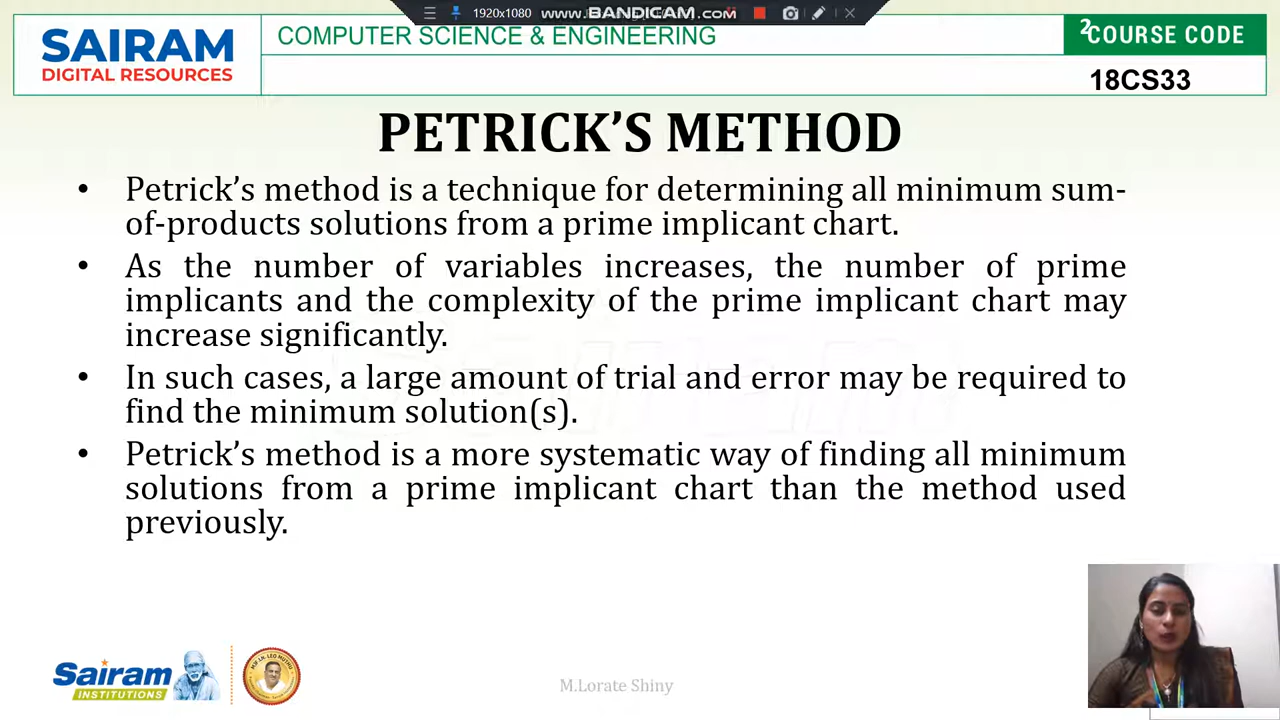 1920x1080
www.BANDICAM.com
SAIRAM
DIGITAL RESOURCES
COMPUTER SCIENCE & ENGINEERING
2
COURSE CODE
18CS33
PETRICK’S METHOD
• Petrick’s method is a technique for determining all minimum sum-
of-products solutions from a prime implicant chart.
• As the number of variables increases, the number of prime
implicants and the complexity of the prime implicant chart may
increase significantly.
• In such cases, a large amount of trial and error may be required to
find the minimum solution(s).
• Petrick’s method is a more systematic way of finding all minimum
solutions from a prime implicant chart than the method used
previously.
Sairam
INSTITUTIONS
M.Lorate Shiny